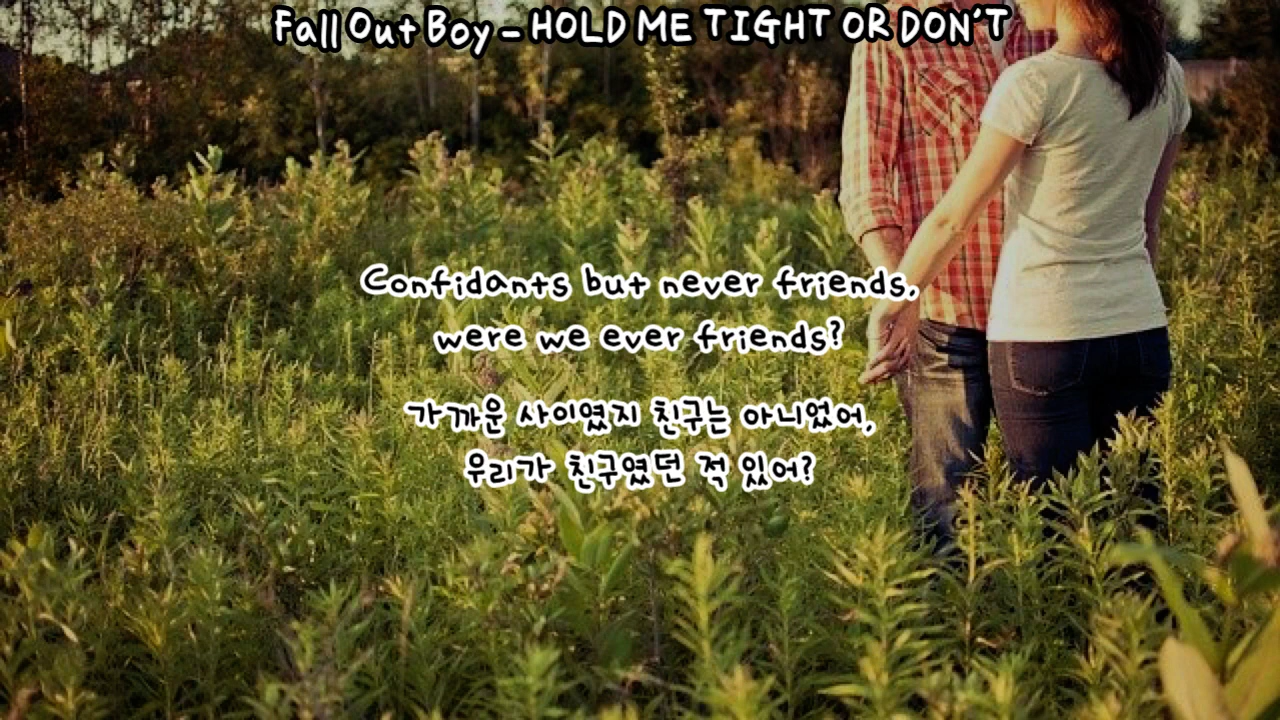 Fall Out Boy - HOLD ME TIGHT OR DON'T
Confidants but never friends,
were we ever friends?
가까운 사이였지 친구는 아니었어,
우리가 친구였던 적 있어?